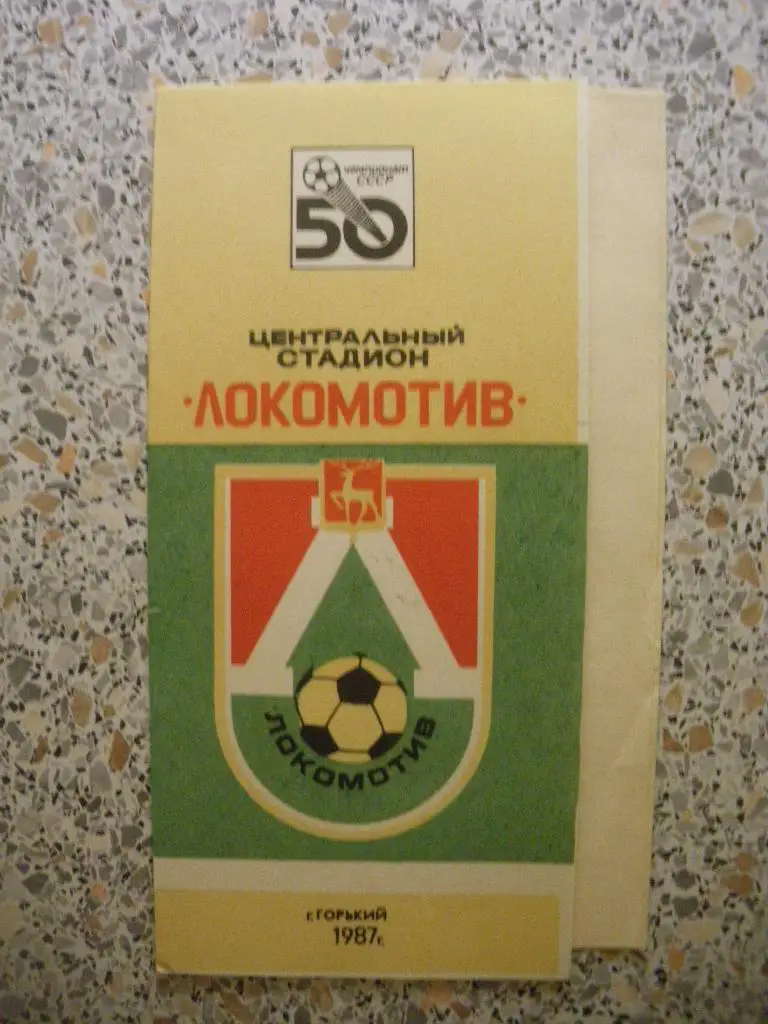 чемпионат
СССР
50
ЦЕНТРАЛЬНЫЙ
СТАДИОН
·ЛОКОМОТИВ·
ЛОКОМОТИВ
г. ГОРЬКИЙ
1987г.